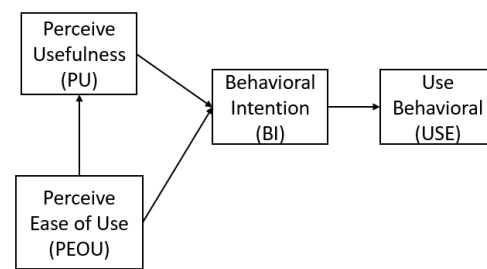 Perceive
Usefulness
(PU)
Behavioral
Intention
(BI)
Use
Behavioral
(USE)
Perceive
Ease of Use
(PEOU)